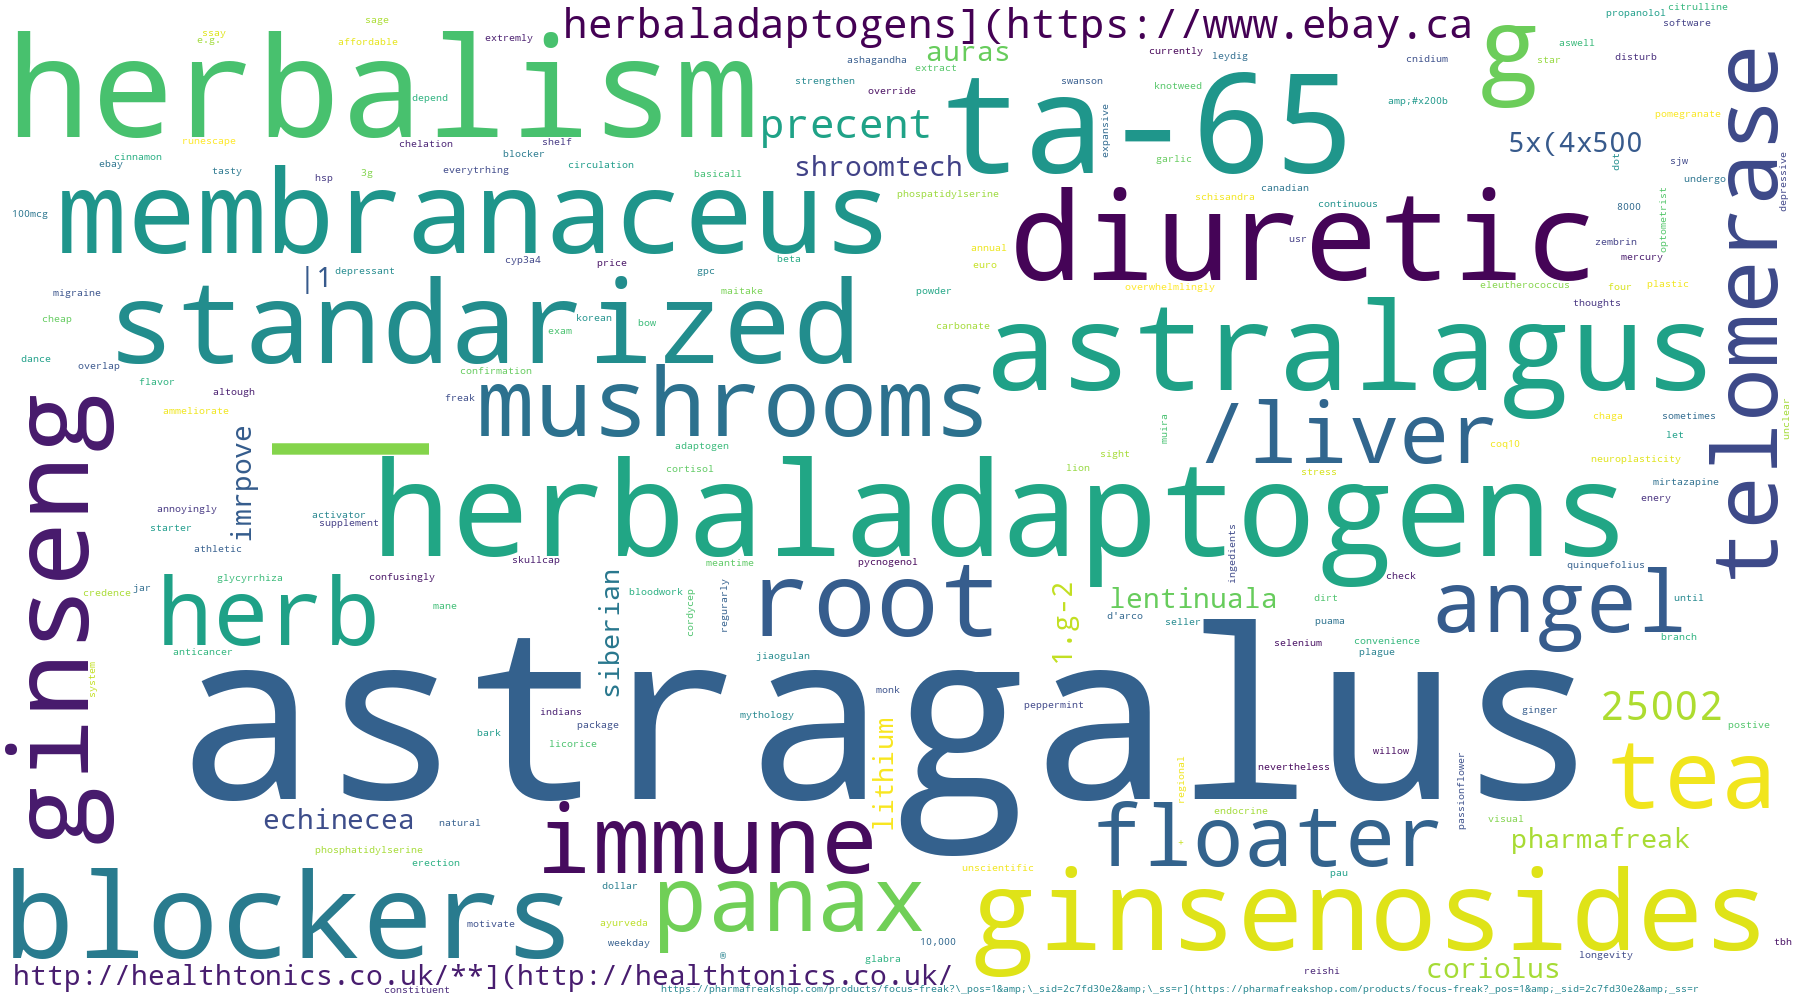 herbaladaptogens](https://www.ebay.ca
propanolol
citrulline
software
sage
ssay
e.g.
affordable
extremly
herbalism
auras
currently
leydig
g
aswell
star
disturb
ashagandha
extract
strengthen
override
swanson
knotweed
cnidium
amp;#x200b
ta-65
depend
precent
expansive
pomegranate
5x(4x500
telomerase
runescape
chelation
shelf
blocker
cinnamon
ebay
tasty
hsp
3g
everytrhing
circulation
basicall
shroomtech
garlic
dot
sjw
undergo
depressive
membranaceus
phospatidylserine
canadian
schisandra
continuous
100mcg
8000
optometrist
diuretic
usr
zembrin
mercury
annual
euro
cyp3a4
price
gpc
beta
|1
depressant
migraine
maitake
powder
overwhelmingly
eleutherococcus
four
plastic
thoughts
standarized
korean
exam
bow
cheap
carbonate
astralagus
dance
overlap
flavor
confirmation
altough
freak
mushrooms
ammeliorate
ginseng
imrpove
adaptogen
muira
/liver
coq10
chaga
sometimes
let
unclear
cortisol
sight
lion
stress
neuroplasticity
mirtazapine
enery
annoyingly
starter
athletic
activator
supplement
herbaladaptogens
ingedients
skullcap
meantime
pycnogenol
check
quinquefolius
glycyrrhiza
confusingly
credence
jar
herb
mane
siberian
bloodwork
cordycep
regurarly
root
1.g-2
lentinuala
d'arco
seller
dirt
puama
angel
until
branch
anticancer
system
jiaogulan
selenium
convenience
plague
astragalus
monk
peppermint
indians
package
mythology
bark
licorice
lithium
ginger
25002
postive
willow
nevertheless
regional
passionflower
tea
echinecea
natural
immune
endocrine
floater
visual
+
pharmafreak
phosphatidylserine
erection
unscientific
pau
blockers
dollar
panax
ginsenosides
ayurveda
motivate
weekday
10,000
tbh
®
glabra
longevity
reishi
coriolus
http://healthtonics.co.uk/**](http://healthtonics.co.uk/
constituent
https://pharmafreakshop.com/products/focus-freak?\_pos=1&amp;\_sid=2c7fd30e2&amp;\_ss=r](https://pharmafreakshop.com/products/focus-freak?_pos=1&amp;_sid=2c7fd30e2&amp;_ss=r